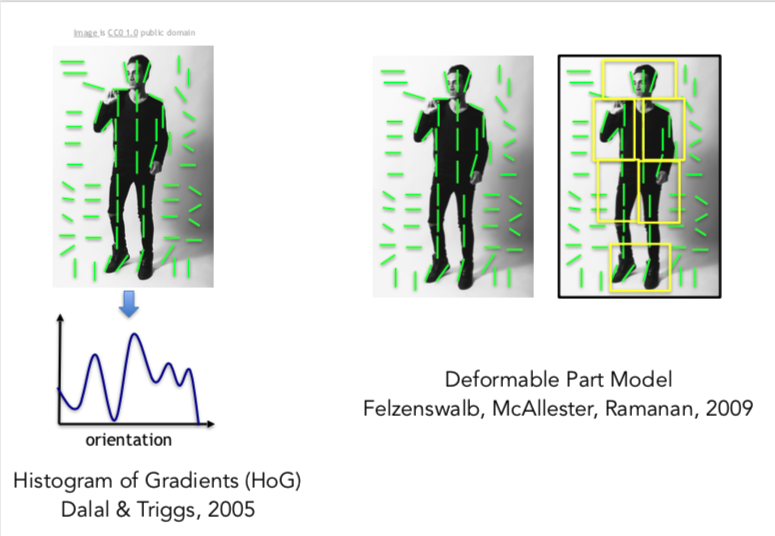 Image is CC0 1.0 public domain
orientation
Histogram of Gradients (HoG)
Dalal & Triggs, 2005
Deformable Part Model
Felzenswalb, McAllester, Ramanan, 2009